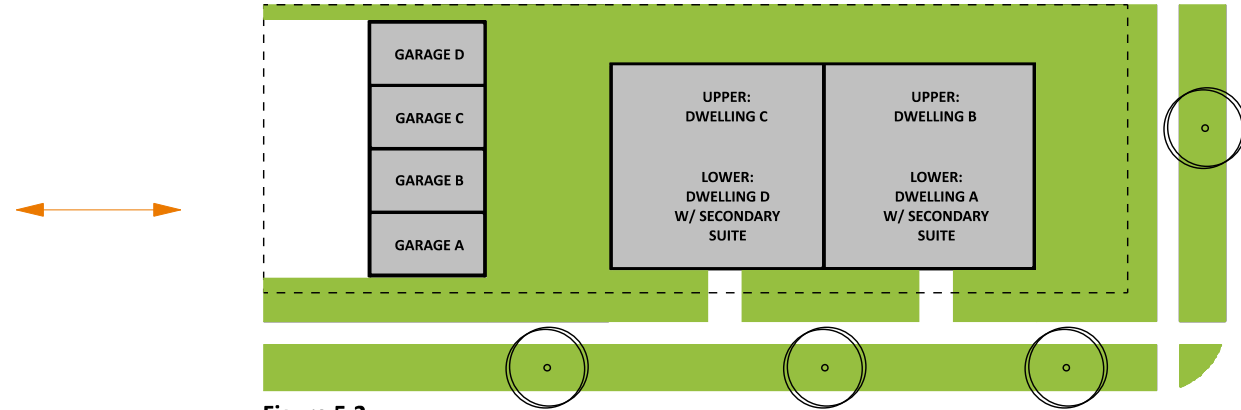 GARAGE D
GARAGE C
GARAGE B
GARAGE A
UPPER:
DWELLING C
LOWER:
DWELLING D
W/ SECONDARY
SUITE
UPPER:
DWELLING B
LOWER:
DWELLING A
W/ SECONDARY
SUITE